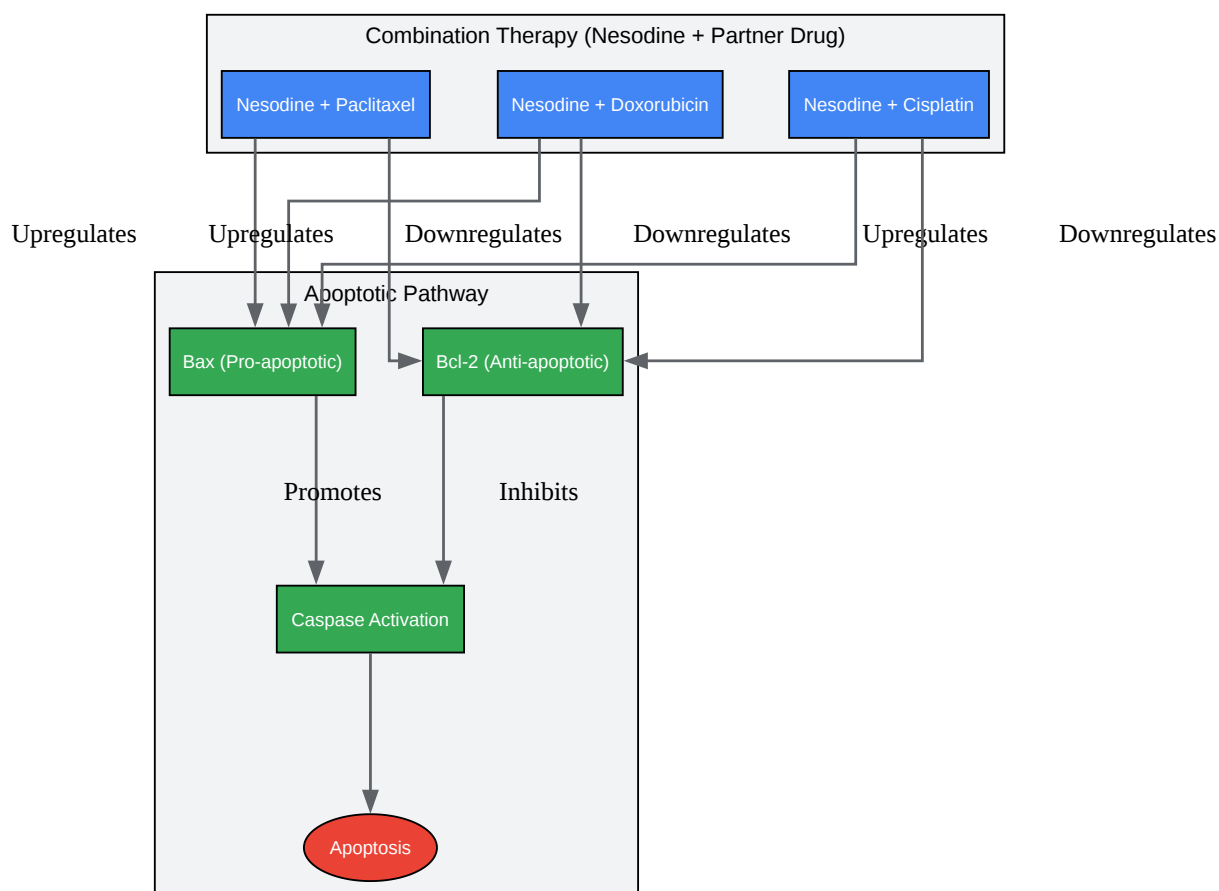 Combination Therapy (Nesodine + Partner Drug)
Nesodine + Paclitaxel
Nesodine + Doxorubicin
Nesodine + Cisplatin
Upregulates
Upregulates
Downregulates
Downregulates
Upregulates
Downregulates
Apoptotic Pathway
Bax (Pro-apoptotic)
Bcl-2 (Anti-apoptotic)
Promotes
Inhibits
Caspase Activation
Apoptosis